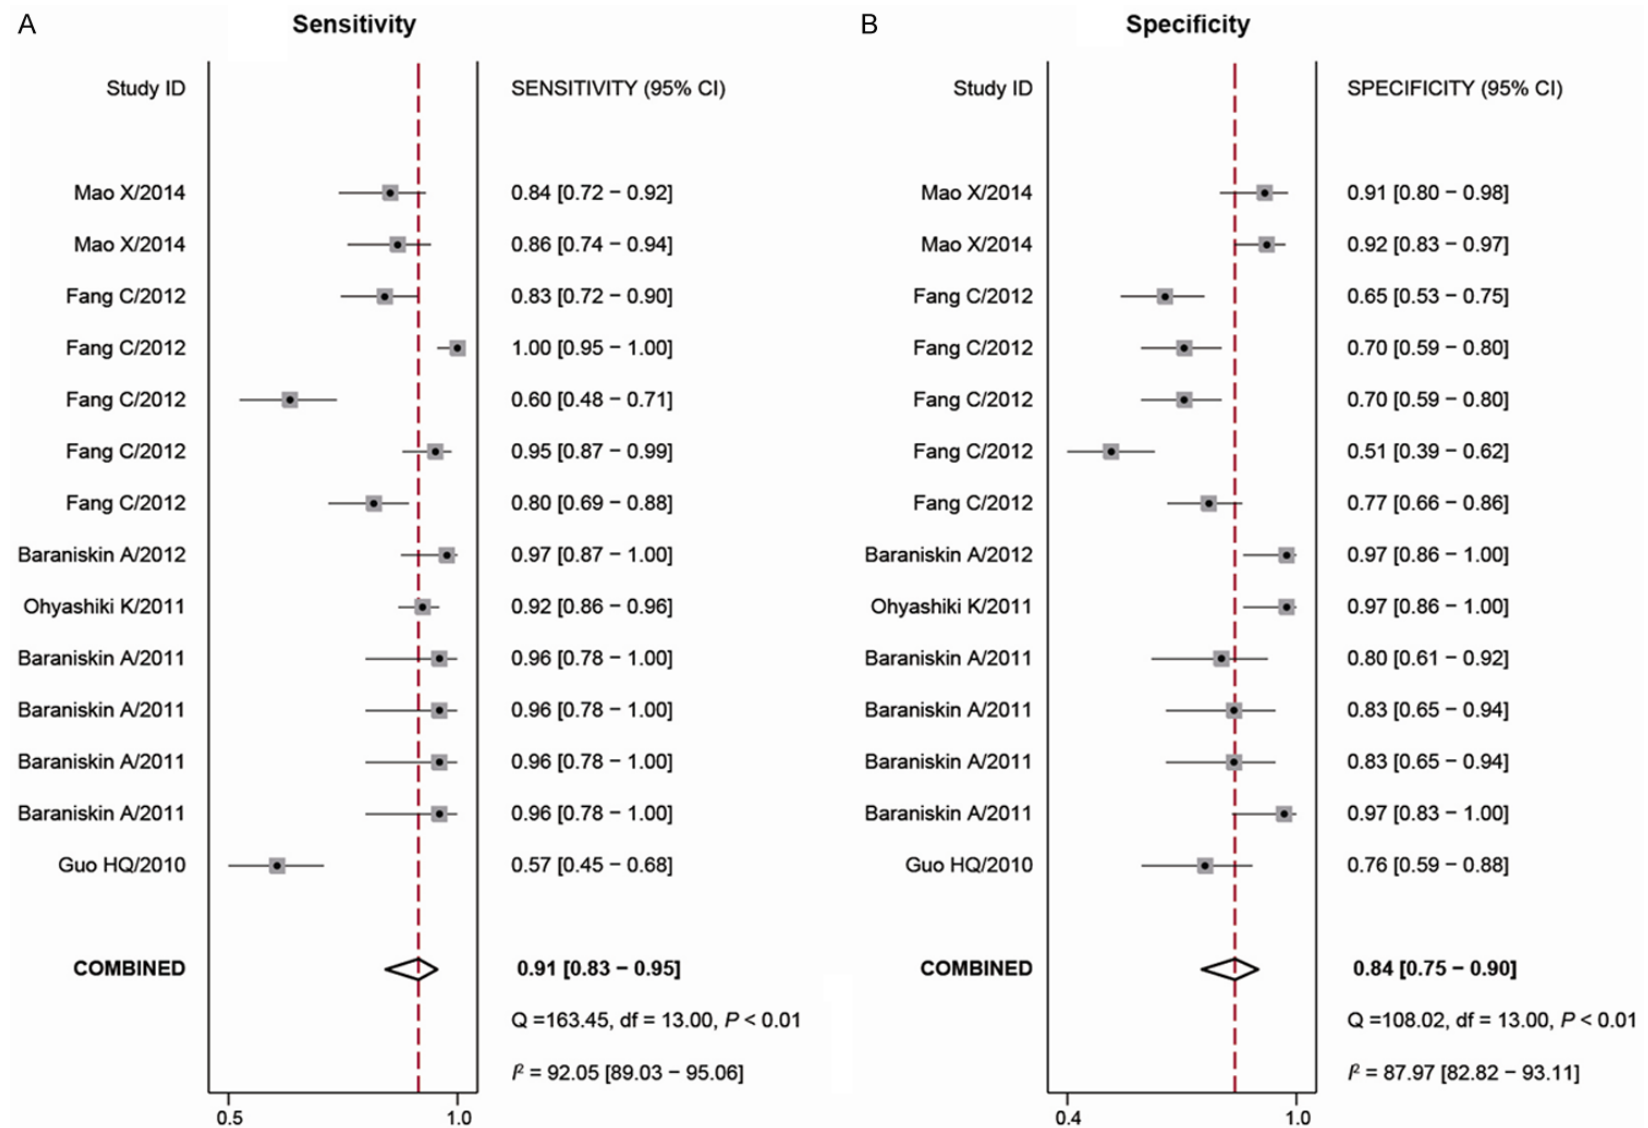 A
Sensitivity
Study ID SENSITIVITY (95% CI)
Mao X/2014 0.84 [0.72 − 0.92]
Mao X/2014 0.86 [0.74 − 0.94]
Fang C/2012 0.83 [0.72 − 0.90]
Fang C/2012 1.00 [0.95 − 1.00]
Fang C/2012 0.60 [0.48 − 0.71]
Fang C/2012 0.95 [0.87 − 0.99]
Fang C/2012 0.80 [0.69 − 0.88]
Baraniskin A/2012 0.97 [0.87 − 1.00]
Ohyashiki K/2011 0.92 [0.86 − 0.96]
Baraniskin A/2011 0.96 [0.78 − 1.00]
Baraniskin A/2011 0.96 [0.78 − 1.00]
Baraniskin A/2011 0.96 [0.78 − 1.00]
Baraniskin A/2011 0.96 [0.78 − 1.00]
Guo HQ/2010 0.57 [0.45 − 0.68]
COMBINED 0.91 [0.83 − 0.95]
Q =163.45, df = 13.00, P < 0.01
I² = 92.05 [89.03 − 95.06]
0.5 1.0
B
Specificity
Study ID SPECIFICITY (95% CI)
Mao X/2014 0.91 [0.80 − 0.98]
Mao X/2014 0.92 [0.83 − 0.97]
Fang C/2012 0.65 [0.53 − 0.75]
Fang C/2012 0.70 [0.59 − 0.80]
Fang C/2012 0.70 [0.59 − 0.80]
Fang C/2012 0.51 [0.39 − 0.62]
Fang C/2012 0.77 [0.66 − 0.86]
Baraniskin A/2012 0.97 [0.86 − 1.00]
Ohyashiki K/2011 0.97 [0.86 − 1.00]
Baraniskin A/2011 0.80 [0.61 − 0.92]
Baraniskin A/2011 0.83 [0.65 − 0.94]
Baraniskin A/2011 0.83 [0.65 − 0.94]
Baraniskin A/2011 0.97 [0.83 − 1.00]
Guo HQ/2010 0.76 [0.59 − 0.88]
COMBINED 0.84 [0.75 − 0.90]
Q =108.02, df = 13.00, P < 0.01
I² = 87.97 [82.82 − 93.11]
0.4 1.0